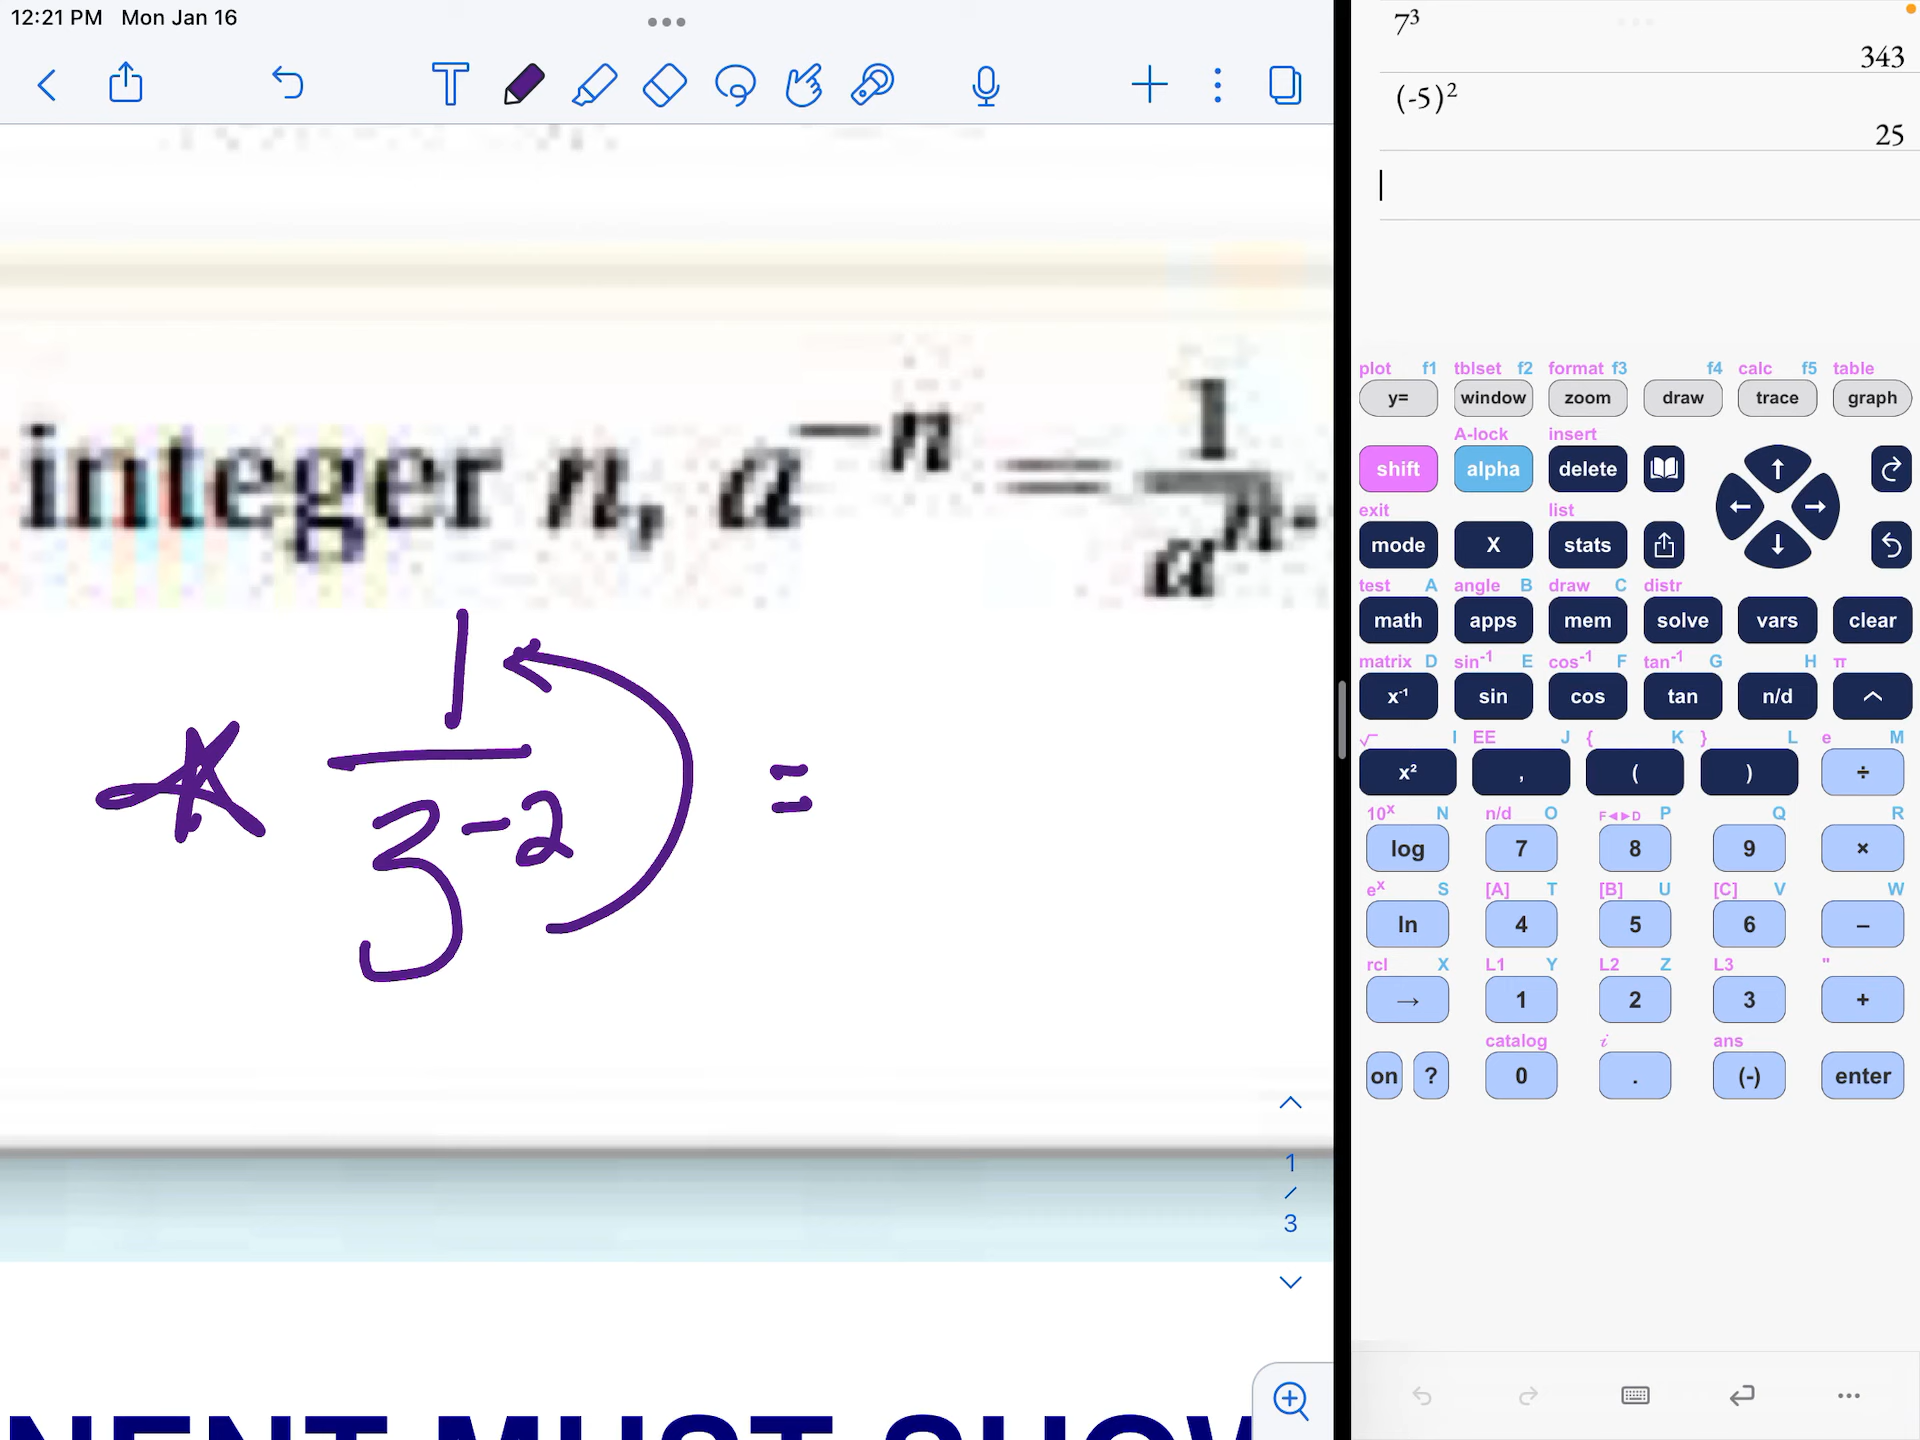 12:21 PM Mon Jan 16
T
integer n, a⁻ⁿ = 1/aⁿ.
1
3⁻² =
1
/
3
NENT MUST SHOW
7³
343
(-5)²
25
plot f1 tblset f2 format f3 f4 calc f5 table
y= window zoom draw trace graph
A-lock insert
shift alpha delete
exit list
mode X stats
test A angle B draw C distr
math apps mem solve vars clear
matrix D sin⁻¹ E cos⁻¹ F tan⁻¹ G H π
x⁻¹ sin cos tan n/d ^
√ I EE J { K } L e M
x² , ( ) ÷
10ˣ N n/d O F◄►D P Q R
log 7 8 9 ×
eˣ S [A] T [B] U [C] V W
ln 4 5 6 −
rcl X L1 Y L2 Z L3 "
→ 1 2 3 +
catalog i ans
on ? 0 . (-) enter